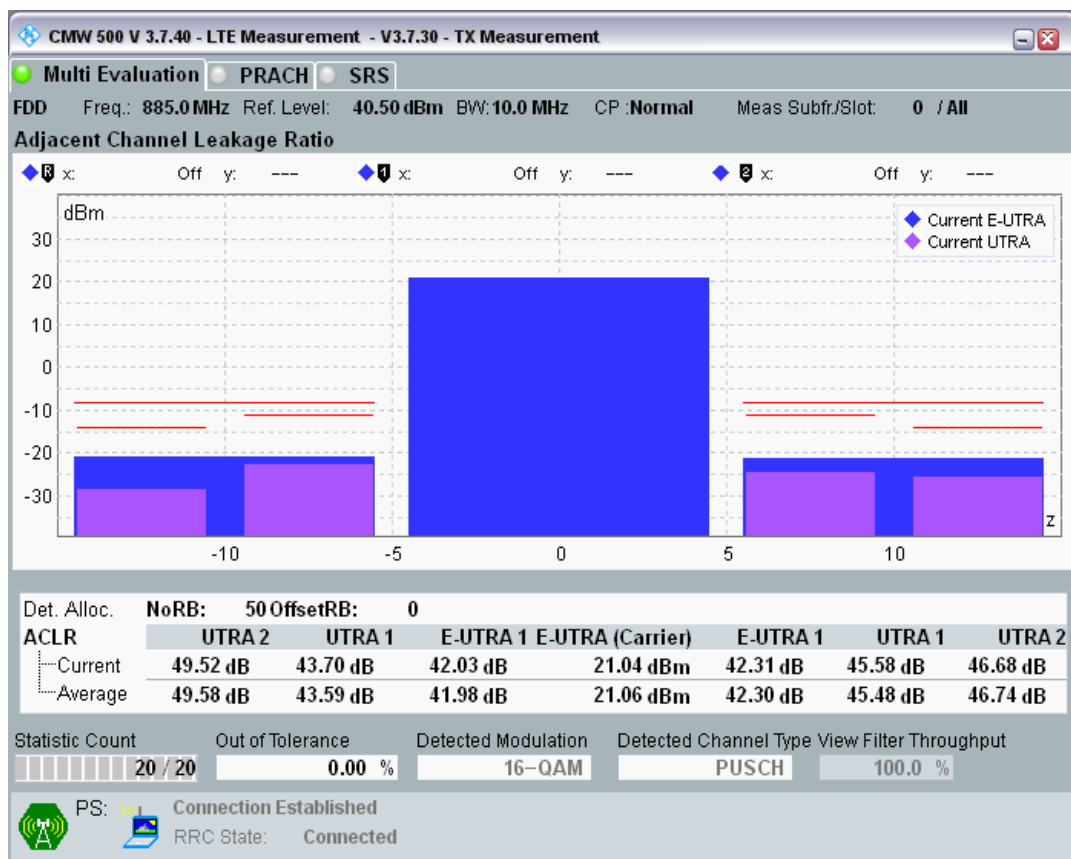 CMW 500 V 3.7.40 - LTE Measurement - V3.7.30 - TX Measurement
Multi Evaluation PRACH SRS
FDD Freq.: 885.0 MHz Ref. Level: 40.50 dBm BW: 10.0 MHz CP :Normal Meas Subfr./Slot: 0 / All
Adjacent Channel Leakage Ratio
R x: Off y: --- 1 x: Off y: --- 2 x: Off y: ---
dBm
Current E-UTRA
Current UTRA
30
20
10
0
-10
-20
-30
z
-10 -5 0 5 10
Det. Alloc. NoRB: 50 OffsetRB: 0
ACLR UTRA 2 UTRA 1 E-UTRA 1 E-UTRA (Carrier) E-UTRA 1 UTRA 1 UTRA 2
Current 49.52 dB 43.70 dB 42.03 dB 21.04 dBm 42.31 dB 45.58 dB 46.68 dB
Average 49.58 dB 43.59 dB 41.98 dB 21.06 dBm 42.30 dB 45.48 dB 46.74 dB
Statistic Count Out of Tolerance Detected Modulation Detected Channel Type View Filter Throughput
20 / 20 0.00 % 16-QAM PUSCH 100.0 %
PS: Connection Established
RRC State: Connected